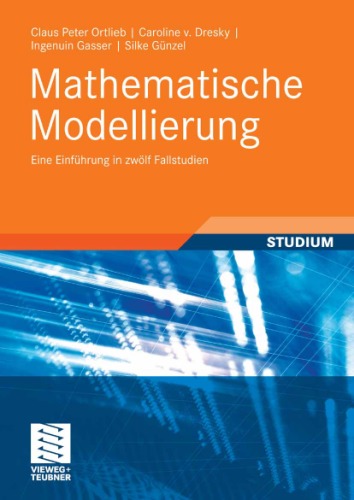 Claus Peter Ortlieb | Caroline v. Dresky |
Ingenuin Gasser | Silke Günzel
Mathematische
Modellierung
Eine Einführung in zwölf Fallstudien
STUDIUM
VIEWEG+
TEUBNER